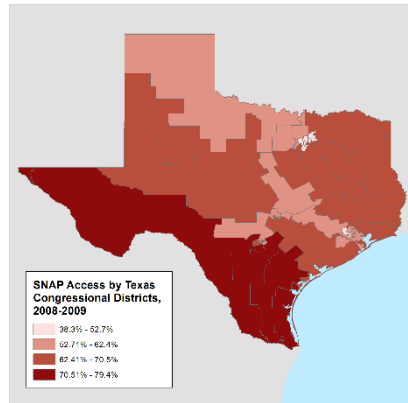 SNAP Access by Texas
Congressional Districts,
2008-2009
38.3% - 52.7%
52.71% - 62.4%
62.41% - 70.5%
70.51% - 79.4%